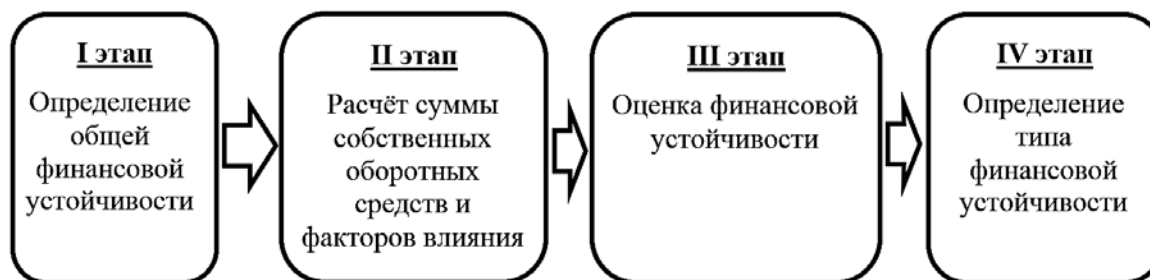 I этап
Определение
общей
финансовой
устойчивости
II этап
Расчёт суммы
собственных
оборотных
средств и
факторов влияния
III этап
Оценка финансовой
устойчивости
IV этап
Определение
типа
финансовой
устойчивости